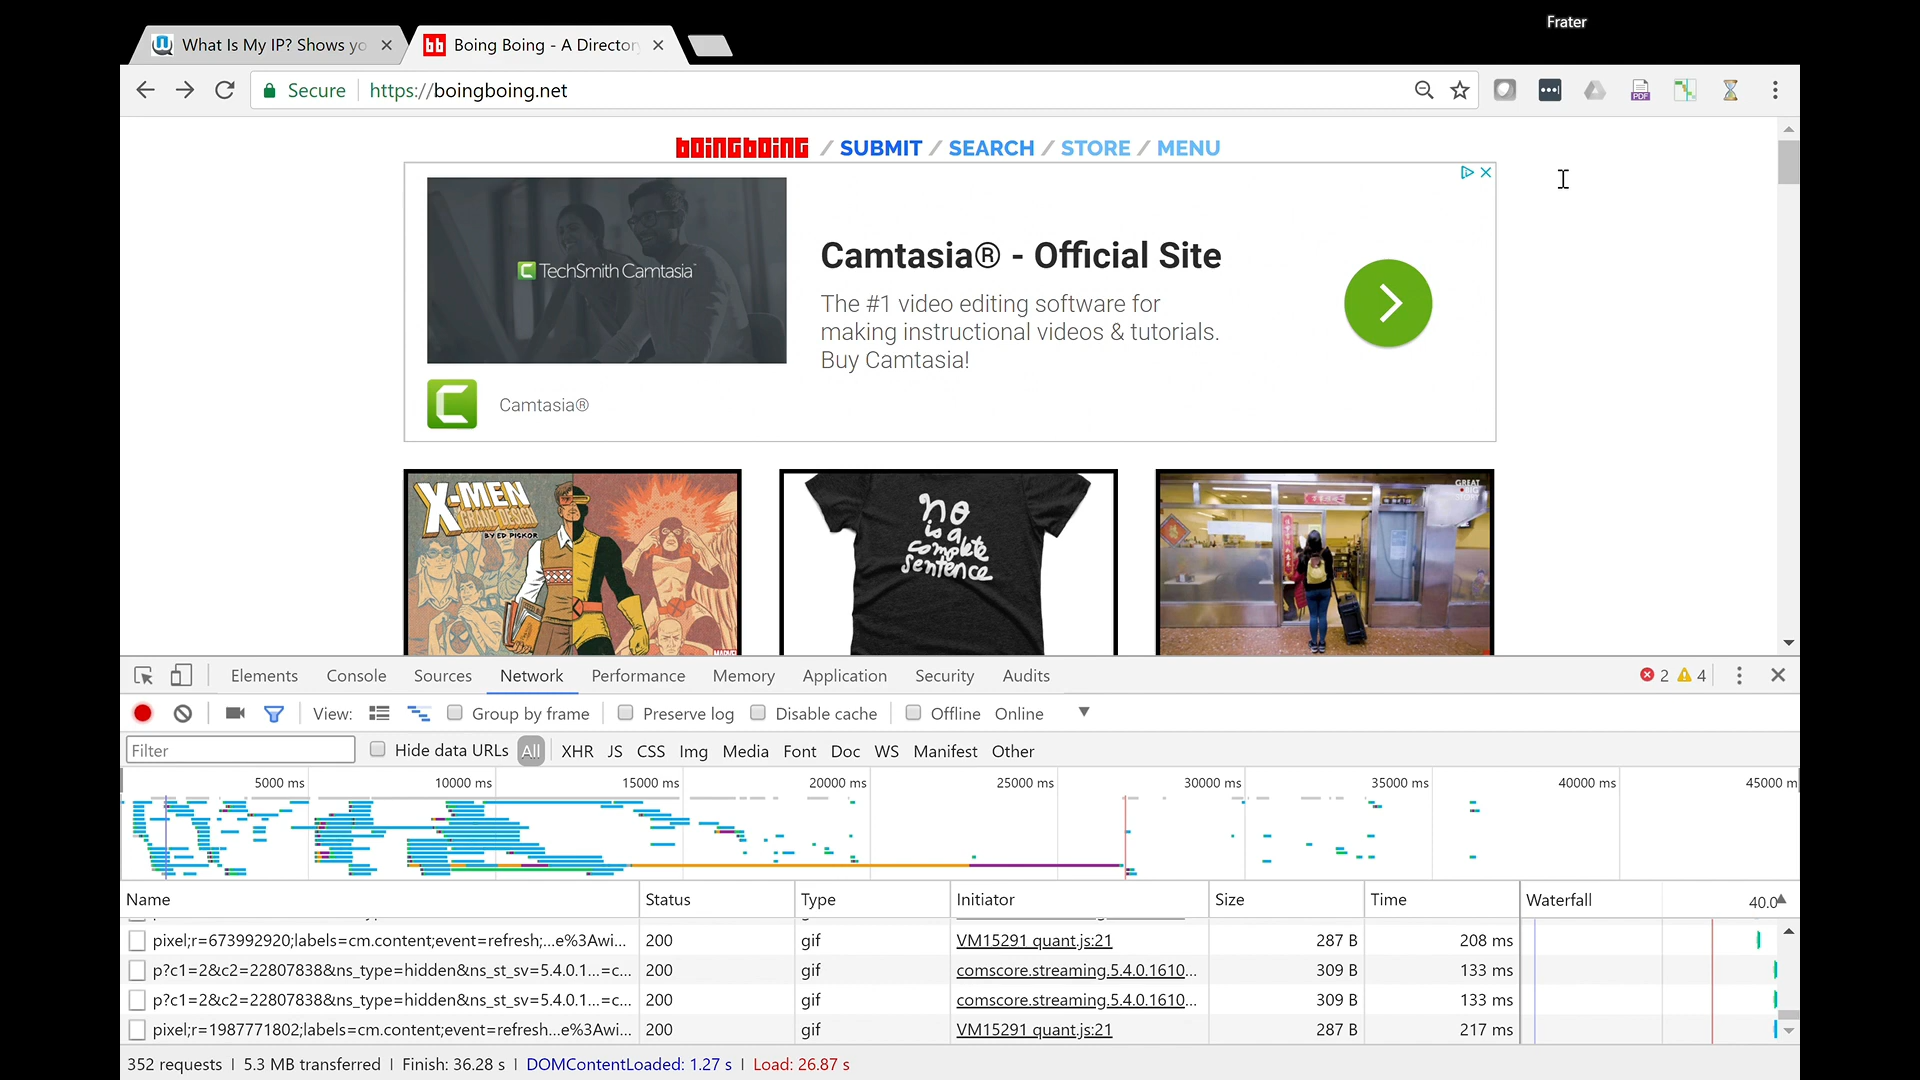 Frater
What Is My IP? Shows yo
Boing Boing - A Director
Secure https://boingboing.net
boingboing / SUBMIT / SEARCH / STORE / MENU
TechSmith Camtasia
Camtasia® - Official Site
The #1 video editing software for
making instructional videos & tutorials.
Buy Camtasia!
Camtasia®
X-MEN
GRAND DESIGN
BY ED PISKOR
MARVEL
no
is a
complete
sentence
GREAT
BIG
STORY
Elements Console Sources Network Performance Memory Application Security Audits 2 4
View: Group by frame Preserve log Disable cache Offline Online
Filter Hide data URLs All XHR JS CSS Img Media Font Doc WS Manifest Other
5000 ms 10000 ms 15000 ms 20000 ms 25000 ms 30000 ms 35000 ms 40000 ms 45000 m
Name Status Type Initiator Size Time Waterfall 40.0
pixel;r=673992920;labels=cm.content;event=refresh;...e%3Awi... 200 gif VM15291 quant.js:21 287 B 208 ms
p?c1=2&c2=22807838&ns_type=hidden&ns_st_sv=5.4.0.1...=c... 200 gif comscore.streaming.5.4.0.1610... 309 B 133 ms
p?c1=2&c2=22807838&ns_type=hidden&ns_st_sv=5.4.0.1...=c... 200 gif comscore.streaming.5.4.0.1610... 309 B 133 ms
pixel;r=1987771802;labels=cm.content;event=refresh...e%3Awi... 200 gif VM15291 quant.js:21 287 B 217 ms
352 requests | 5.3 MB transferred | Finish: 36.28 s | DOMContentLoaded: 1.27 s | Load: 26.87 s